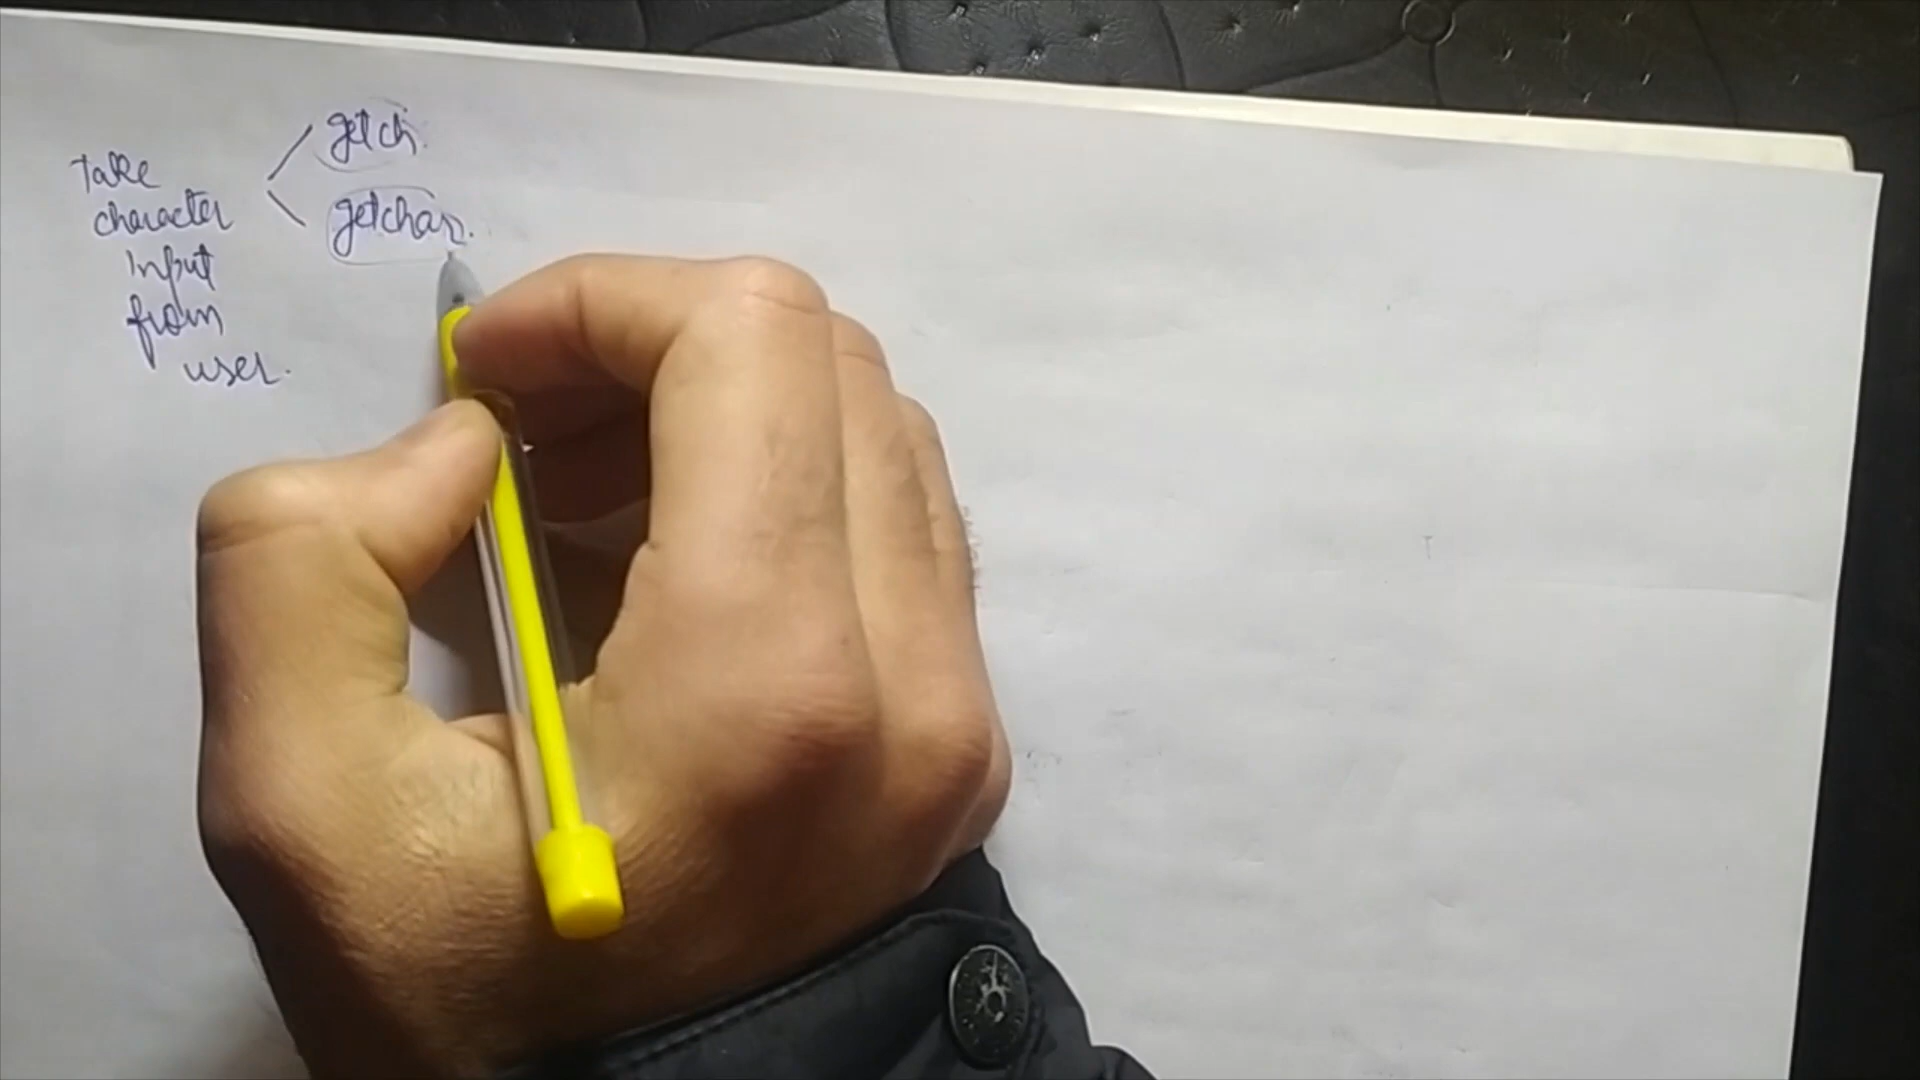 Take
character
input
from
user.
getch.
getchar.